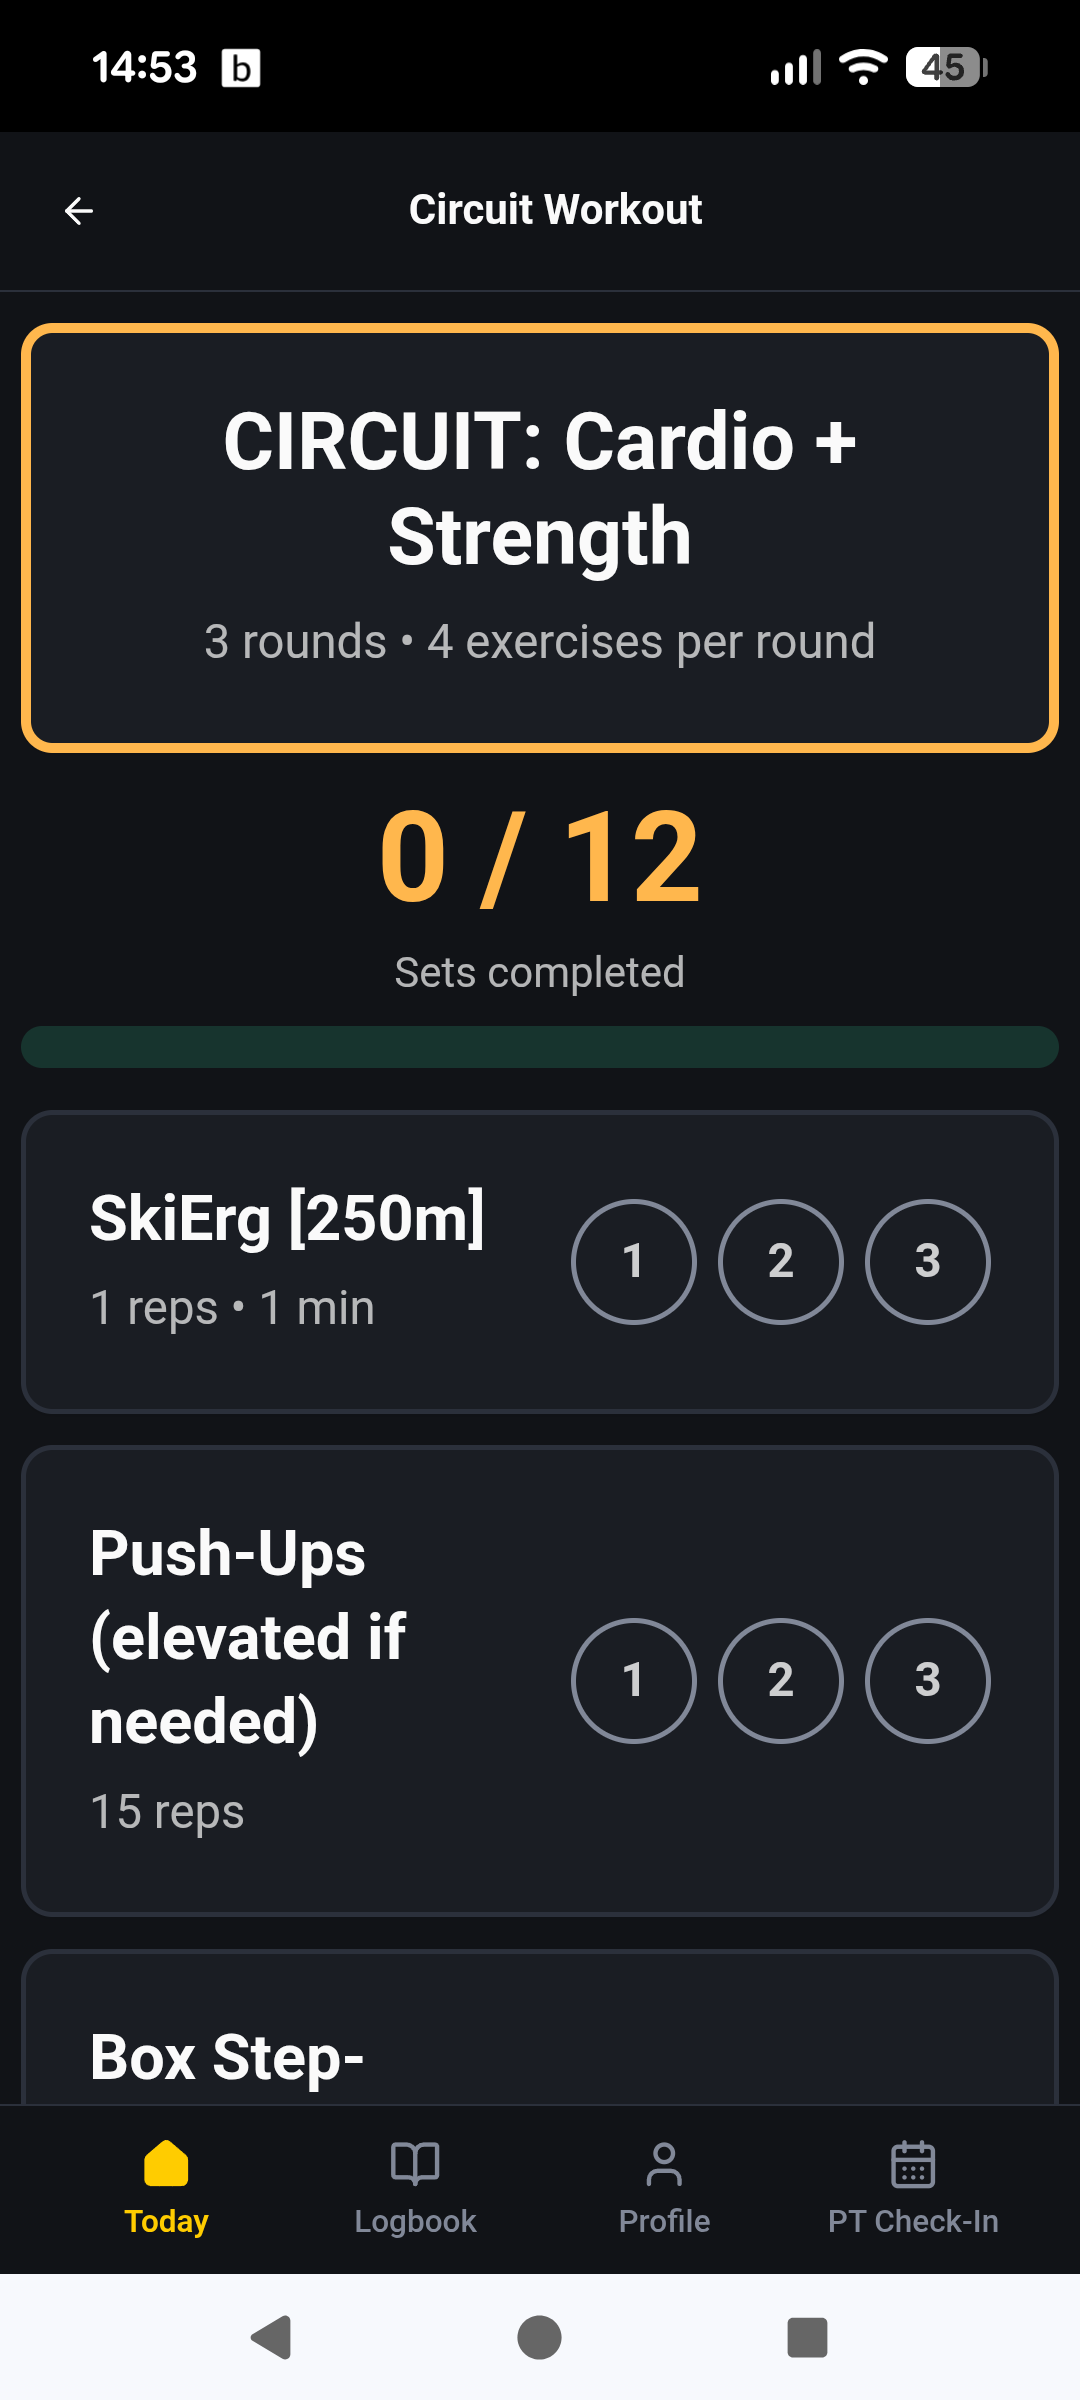 14:53 b 45
Circuit Workout
CIRCUIT: Cardio +
Strength
3 rounds • 4 exercises per round
0 / 12
Sets completed
SkiErg [250m]
1 reps • 1 min
1 2 3
Push-Ups
(elevated if
needed)
15 reps
1 2 3
Box Step-
Today Logbook Profile PT Check-In